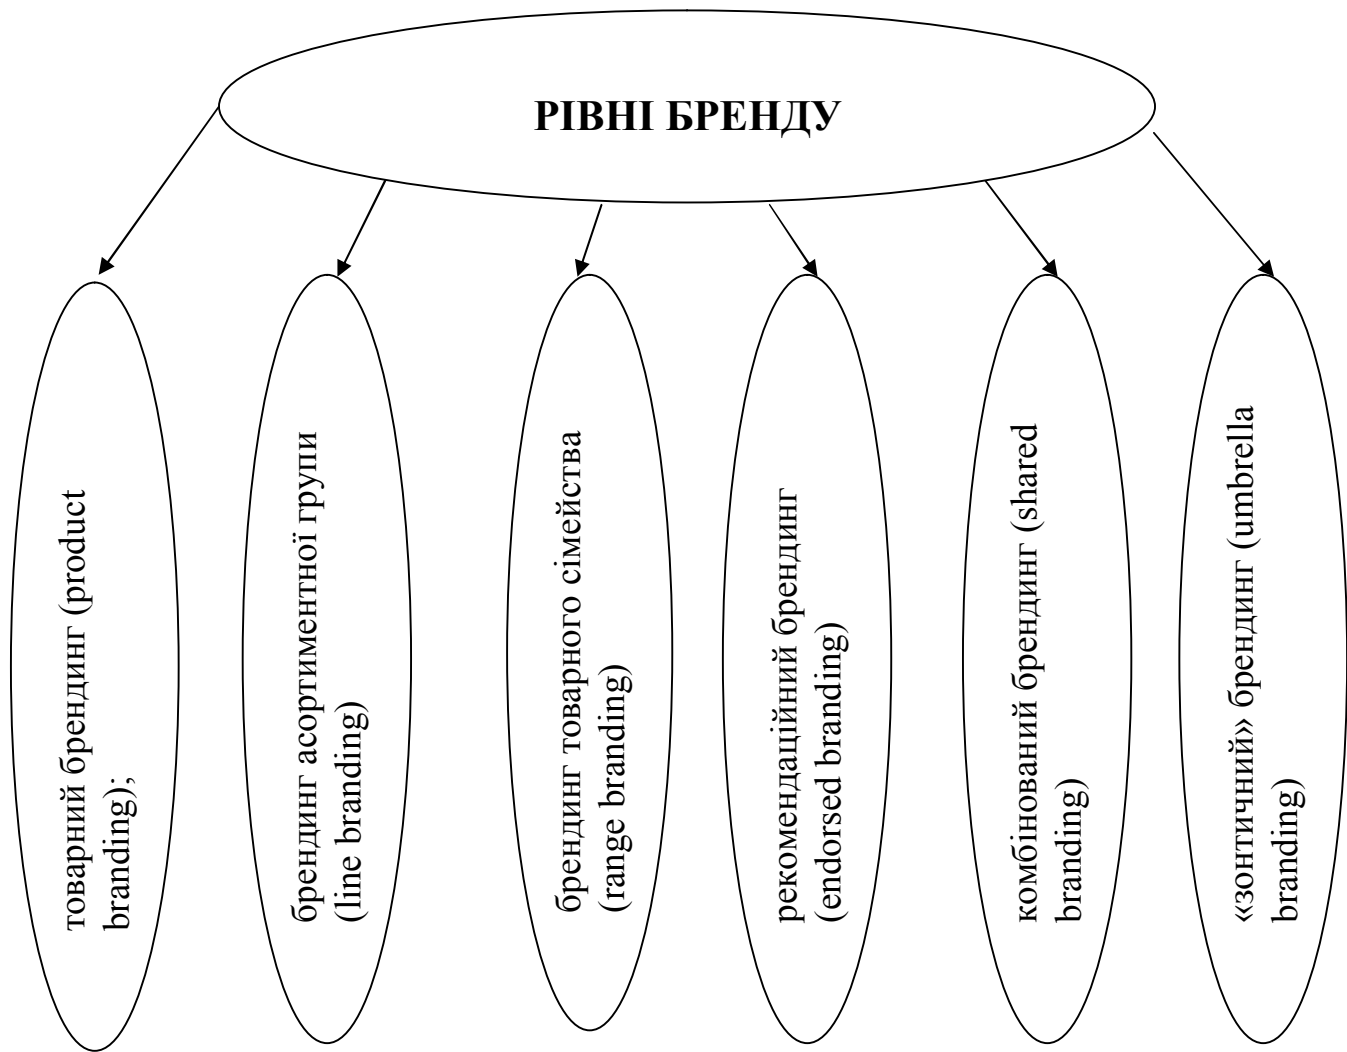 РІВНІ БРЕНДУ
товарний брендинг (product
branding);
брендинг асортиментної групи
(line branding)
брендинг товарного сімейства
(range branding)
рекомендаційний брендинг
(endorsed branding)
комбінований брендинг (shared
branding)
«зонтичний» брендинг (umbrella
branding)